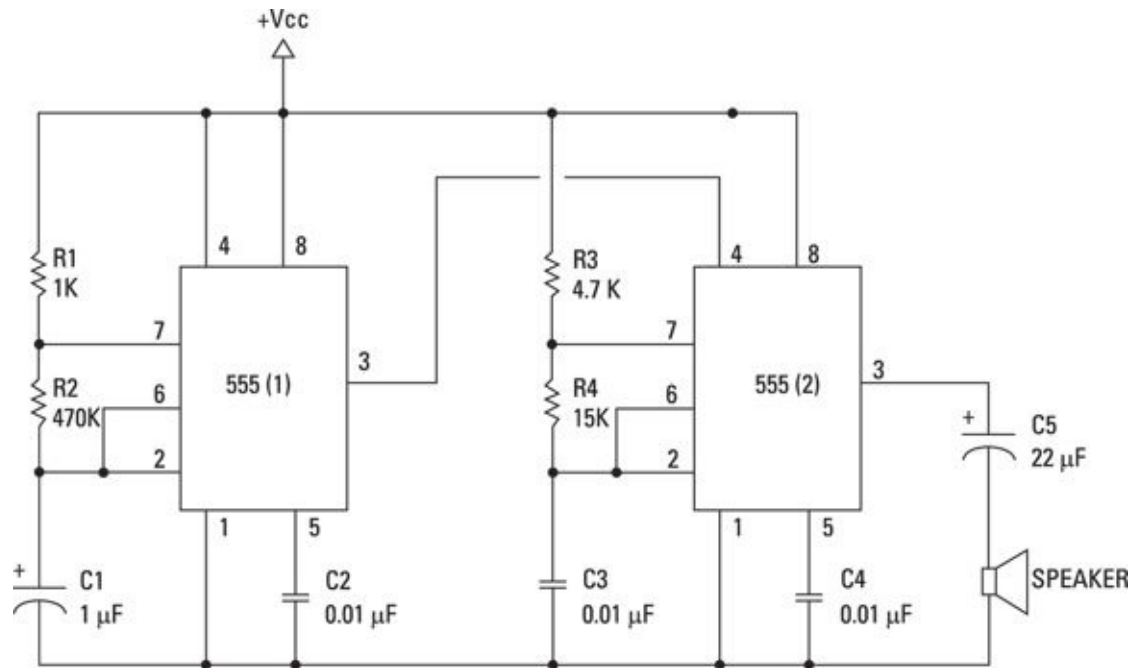 +Vcc
R1
1K
4
8
7
R2
470K
6
2
555 (1)
3
1
5
+
C1
1 µF
C2
0.01 µF
R3
4.7 K
4
8
7
R4
15K
6
2
555 (2)
3
1
5
C3
0.01 µF
C4
0.01 µF
+
C5
22 µF
SPEAKER